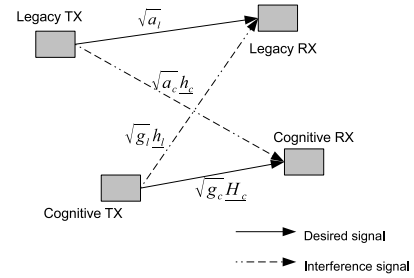 Legacy TX
√a_l
Legacy RX
√a_c h_c
√g_l h_l
Cognitive RX
√g_c H_c
Cognitive TX
Desired signal
Interference signal